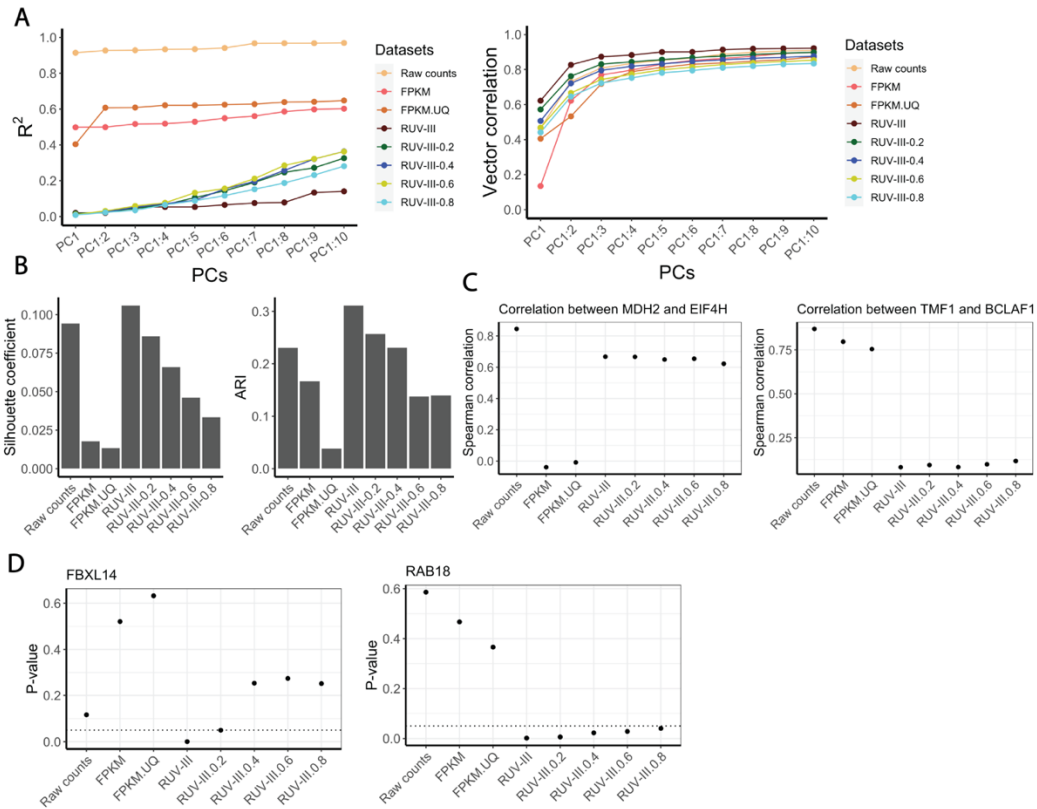 A
R2
1.0
0.8
0.6
0.4
0.2
0.0
PC1
PC1:2
PC1:3
PC1:4
PC1:5
PC1:6
PC1:7
PC1:8
PC1:9
PC1:10
PCs
Datasets
Raw counts
FPKM
FPKM.UQ
RUV-III
RUV-III-0.2
RUV-III-0.4
RUV-III-0.6
RUV-III-0.8
Vector correlation
1.0
0.8
0.6
0.4
0.2
0.0
PC1
PC1:2
PC1:3
PC1:4
PC1:5
PC1:6
PC1:7
PC1:8
PC1:9
PC1:10
PCs
Datasets
Raw counts
FPKM
FPKM.UQ
RUV-III
RUV-III-0.2
RUV-III-0.4
RUV-III-0.6
RUV-III-0.8
B
Silhouette coefficient
0.100
0.075
0.050
0.025
0.000
Raw counts
FPKM
FPKM.UQ
RUV-III
RUV-III-0.2
RUV-III-0.4
RUV-III-0.6
RUV-III-0.8
ARI
0.3
0.2
0.1
0.0
Raw counts
FPKM
FPKM.UQ
RUV-III
RUV-III-0.2
RUV-III-0.4
RUV-III-0.6
RUV-III-0.8
C
Correlation between MDH2 and EIF4H
Spearman correlation
0.8
0.6
0.4
0.2
0.0
Raw counts
FPKM
FPKM.UQ
RUV-III
RUV-III.0.2
RUV-III.0.4
RUV-III.0.6
RUV-III.0.8
Correlation between TMF1 and BCLAF1
Spearman correlation
0.75
0.50
0.25
Raw counts
FPKM
FPKM.UQ
RUV-III
RUV-III.0.2
RUV-III.0.4
RUV-III.0.6
RUV-III.0.8
D
FBXL14
P-value
0.6
0.4
0.2
0.0
Raw counts
FPKM
FPKM.UQ
RUV-III
RUV-III.0.2
RUV-III.0.4
RUV-III.0.6
RUV-III.0.8
RAB18
P-value
0.6
0.4
0.2
0.0
Raw counts
FPKM
FPKM.UQ
RUV-III
RUV-III.0.2
RUV-III.0.4
RUV-III.0.6
RUV-III.0.8